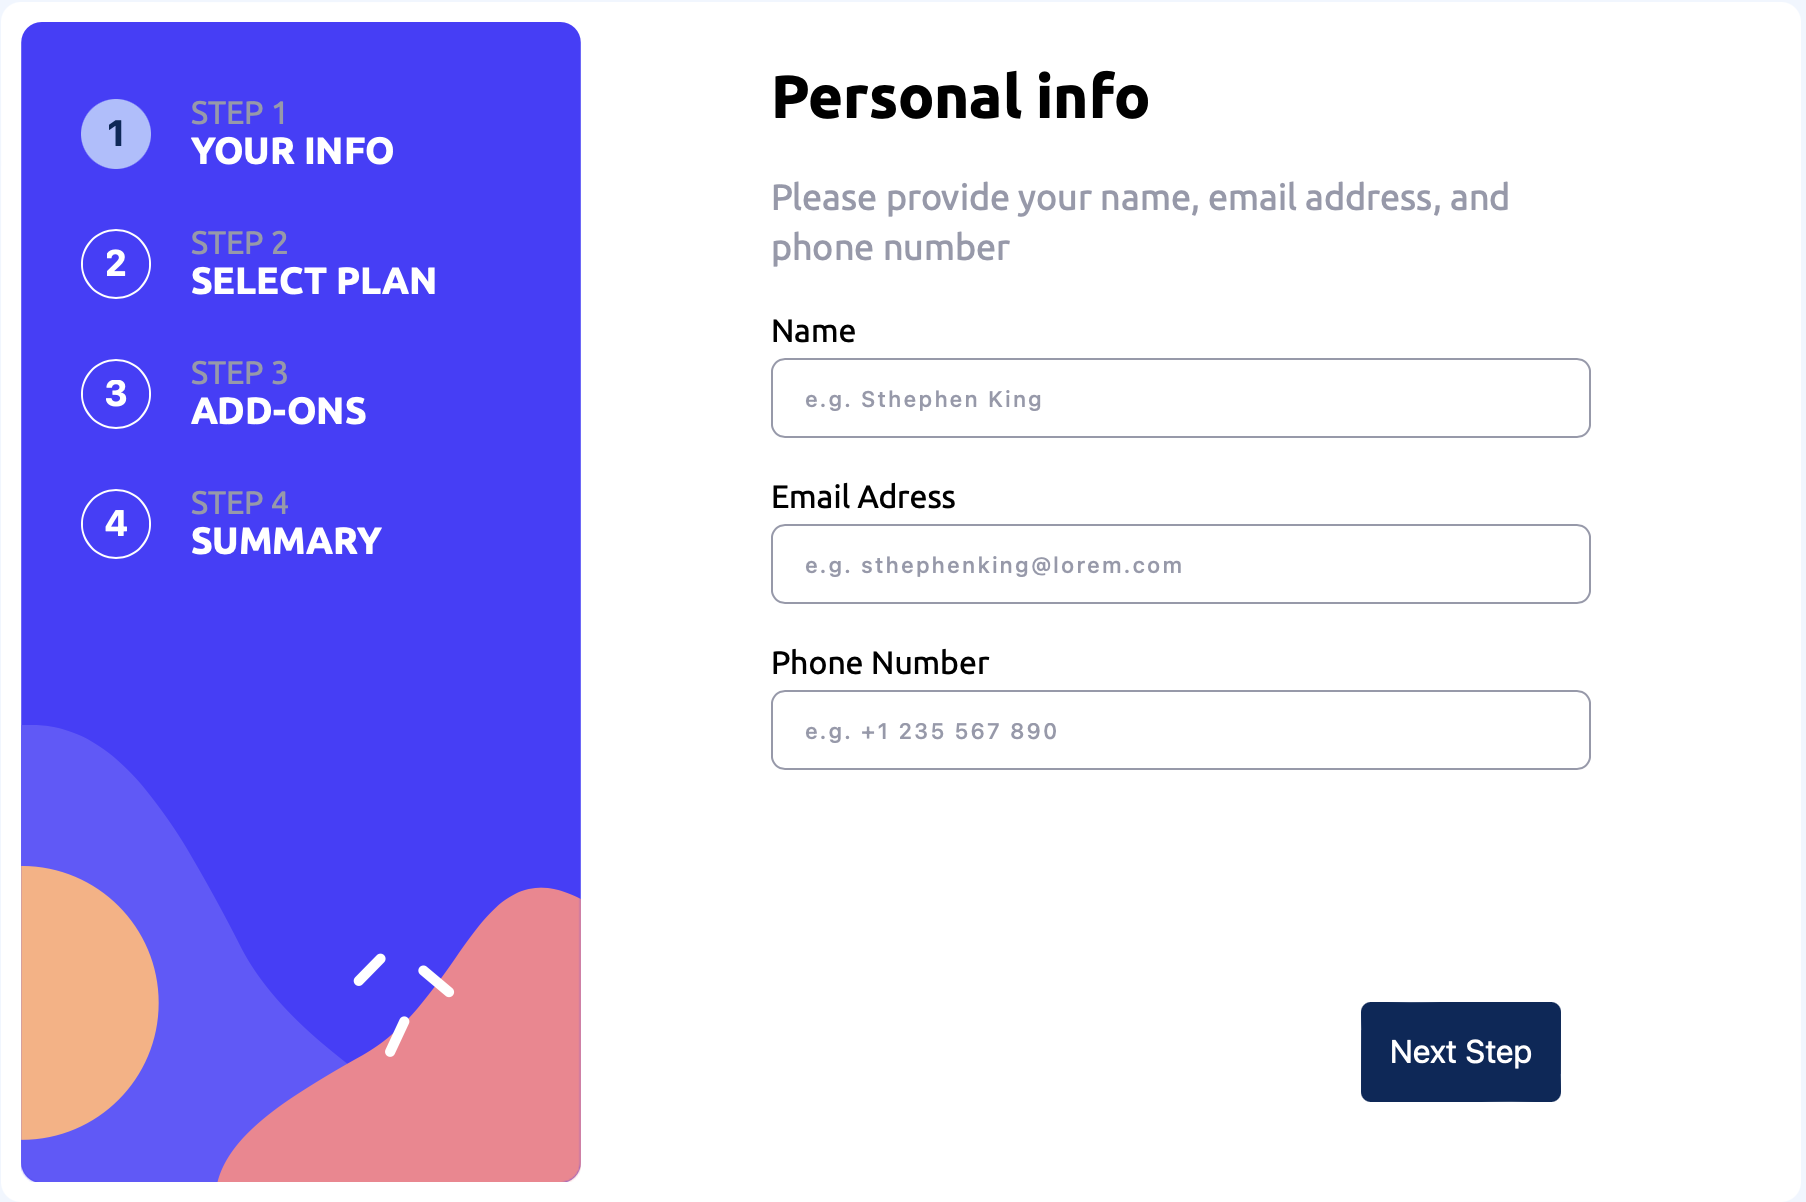 1
STEP 1
YOUR INFO
2
STEP 2
SELECT PLAN
3
STEP 3
ADD-ONS
4
STEP 4
SUMMARY
Personal info
Please provide your name, email address, and
phone number
Name
e.g. Sthephen King
Email Adress
e.g. sthephenking@lorem.com
Phone Number
e.g. +1 235 567 890
Next Step